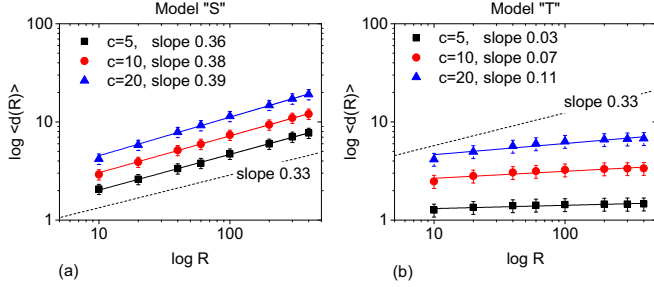 Model "S"
100
10
1
log <d(R)>
c=5, slope 0.36
c=10, slope 0.38
c=20, slope 0.39
slope 0.33
10
100
log R
(a)
Model "T"
100
10
1
log <d(R)>
c=5, slope 0.03
c=10, slope 0.07
c=20, slope 0.11
slope 0.33
10
100
log R
(b)